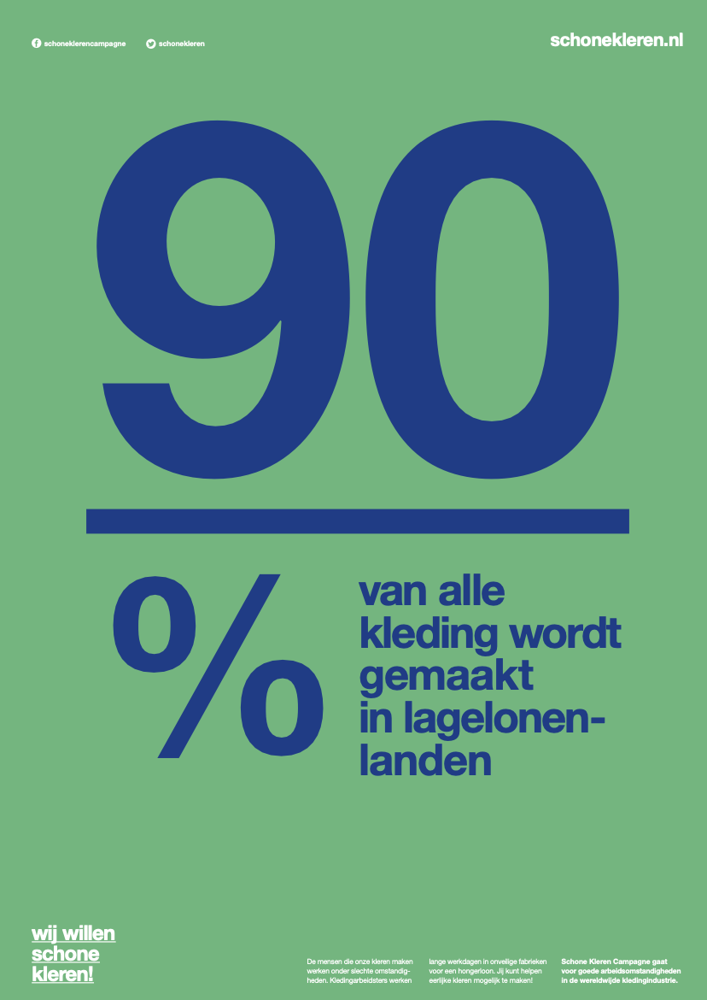 schoneklerencampagne
schonekleren
schonekleren.nl
90
%
van alle
kleding wordt
gemaakt
in lagelonen-
landen
wij willen
schone
kleren!
De mensen die onze kleren maken
werken onder slechte omstandig-
heden. Kledingarbeidsters werken
lange werkdagen in onveilige fabrieken
voor een hongerloon. Jij kunt helpen
eerlijke kleren mogelijk te maken!
Schone Kleren Campagne gaat
voor goede arbeidsomstandigheden
in de wereldwijde kledingindustrie.